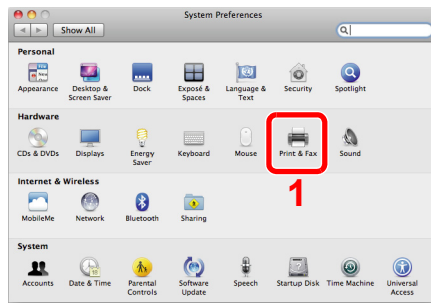 System Preferences
Show All
Personal
Appearance
Desktop &
Screen Saver
Dock
Exposé &
Spaces
Language &
Text
Security
Spotlight
Hardware
CDs & DVDs
Displays
Energy
Saver
Keyboard
Mouse
Print & Fax
Sound
1
Internet & Wireless
MobileMe
Network
Bluetooth
Sharing
System
Accounts
Date & Time
Parental
Controls
Software
Update
Speech
Startup Disk
Time Machine
Universal
Access